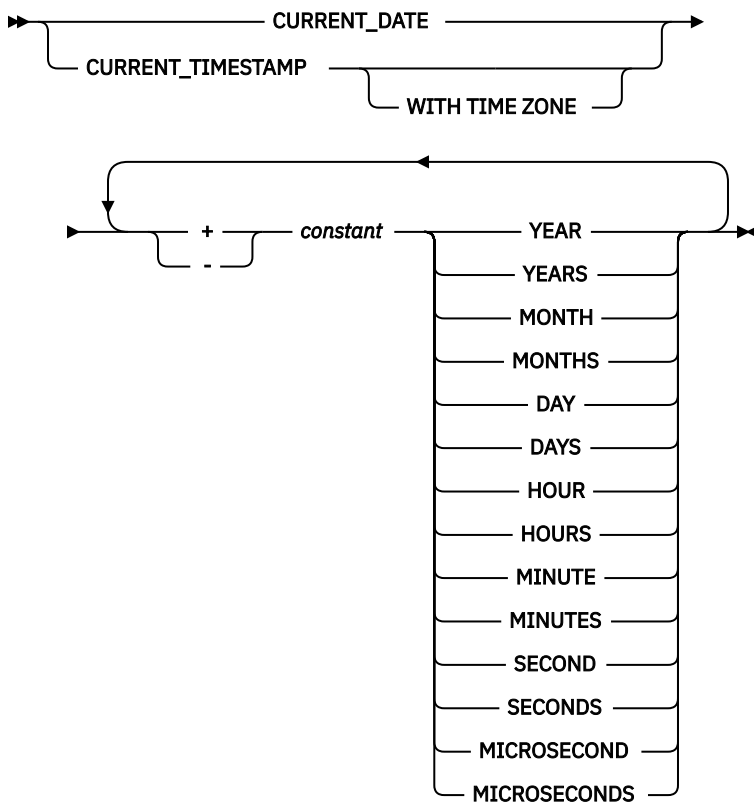 CURRENT_DATE
CURRENT_TIMESTAMP
WITH TIME ZONE
+ constant YEAR
-
YEARS
MONTH
MONTHS
DAY
DAYS
HOUR
HOURS
MINUTE
MINUTES
SECOND
SECONDS
MICROSECOND
MICROSECONDS